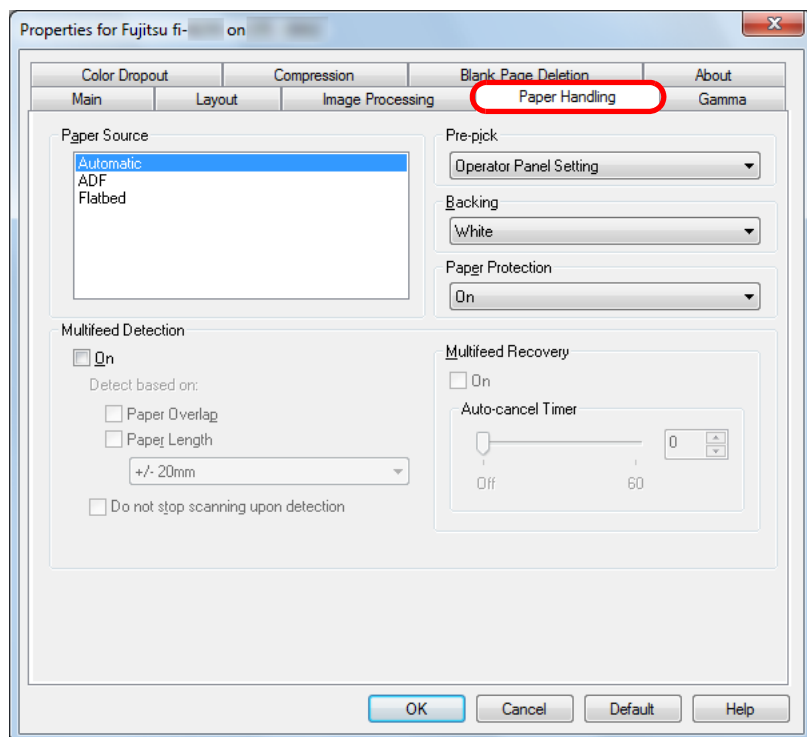 Properties for Fujitsu fi- on
Color Dropout Compression Blank Page Deletion About
Main Layout Image Processing Paper Handling Gamma
Paper Source
Automatic
ADF
Flatbed
Pre-pick
Operator Panel Setting
Backing
White
Paper Protection
On
Multifeed Detection
On
Detect based on:
Paper Overlap
Paper Length
+/- 20mm
Do not stop scanning upon detection
Multifeed Recovery
On
Auto-cancel Timer
0
Off 60
OK Cancel Default Help